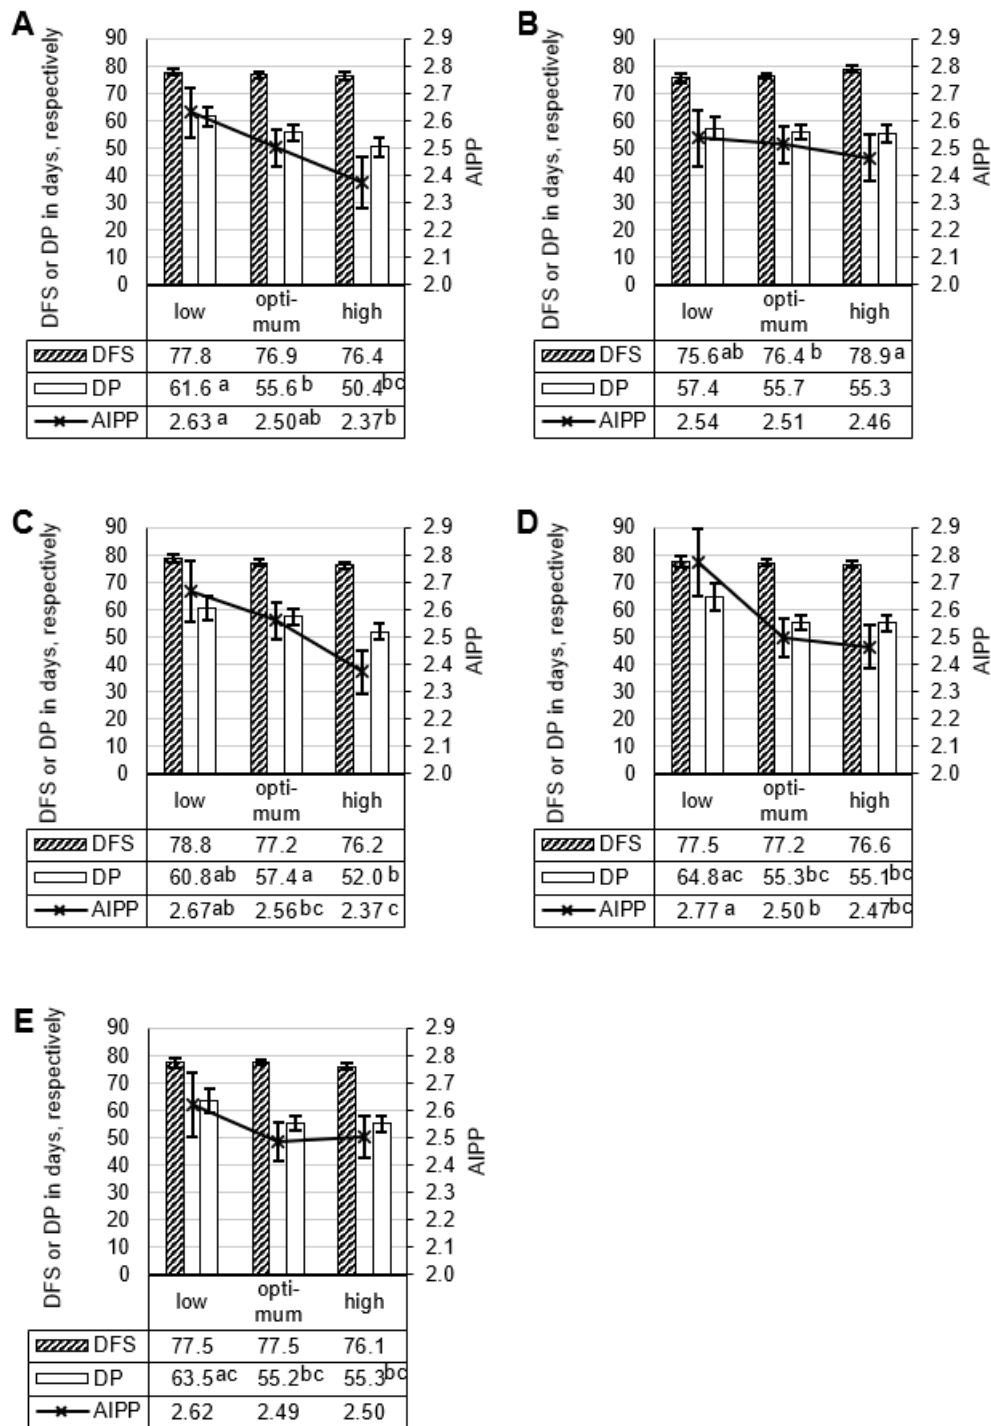 A
DFS or DP in days, respectively
90
80
70
60
50
40
30
20
10
0
2.9
2.8
2.7
2.6
2.5
2.4
2.3
2.2
2.1
2.0
AIPP
low opti-mum high
DFS 77.8 76.9 76.4
DP 61.6 a 55.6 b 50.4 bc
AIPP 2.63 a 2.50 ab 2.37 b
B
DFS or DP in days, respectively
90
80
70
60
50
40
30
20
10
0
2.9
2.8
2.7
2.6
2.5
2.4
2.3
2.2
2.1
2.0
AIPP
low opti-mum high
DFS 75.6 ab 76.4 b 78.9 a
DP 57.4 55.7 55.3
AIPP 2.54 2.51 2.46
C
DFS or DP in days, respectively
90
80
70
60
50
40
30
20
10
0
2.9
2.8
2.7
2.6
2.5
2.4
2.3
2.2
2.1
2.0
AIPP
low opti-mum high
DFS 78.8 77.2 76.2
DP 60.8 ab 57.4 a 52.0 b
AIPP 2.67 ab 2.56 bc 2.37 c
D
DFS or DP in days, respectively
90
80
70
60
50
40
30
20
10
0
2.9
2.8
2.7
2.6
2.5
2.4
2.3
2.2
2.1
2.0
AIPP
low opti-mum high
DFS 77.5 77.2 76.6
DP 64.8 ac 55.3 bc 55.1 bc
AIPP 2.77 a 2.50 b 2.47 bc
E
DFS or DP in days, respectively
90
80
70
60
50
40
30
20
10
0
2.9
2.8
2.7
2.6
2.5
2.4
2.3
2.2
2.1
2.0
AIPP
low opti-mum high
DFS 77.5 77.5 76.1
DP 63.5 ac 55.2 bc 55.3 bc
AIPP 2.62 2.49 2.50